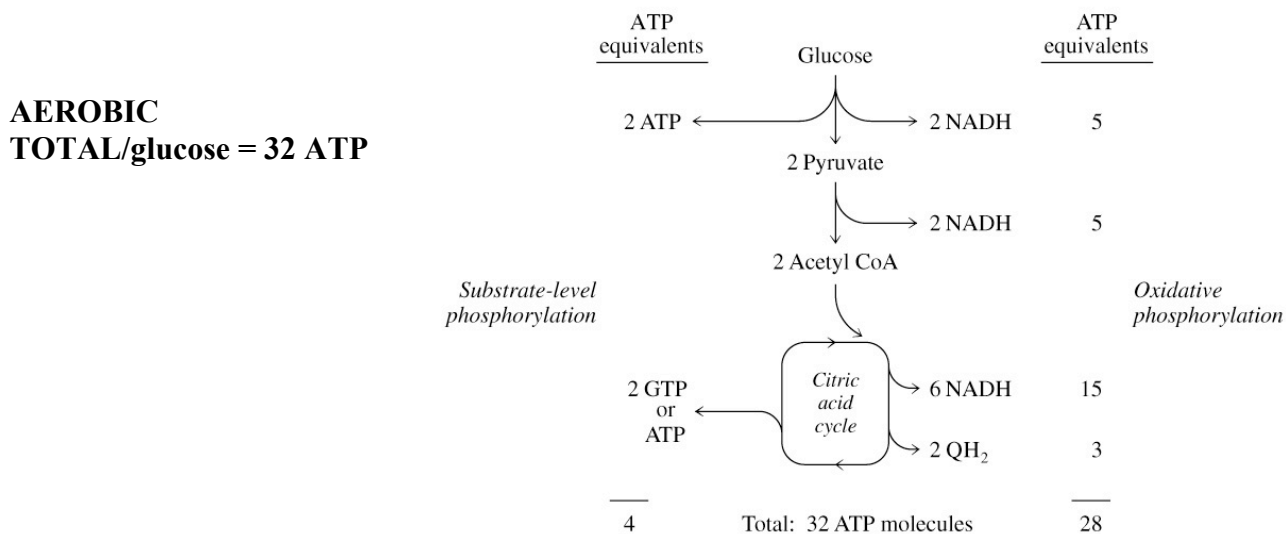 AEROBIC
TOTAL/glucose = 32 ATP
ATP
equivalents
ATP
equivalents
Glucose
2 ATP
2 NADH
5
2 Pyruvate
2 NADH
5
2 Acetyl CoA
Substrate-level
phosphorylation
Oxidative
phosphorylation
Citric
acid
cycle
2 GTP
or
ATP
6 NADH
15
2 QH₂
3
4
Total: 32 ATP molecules
28